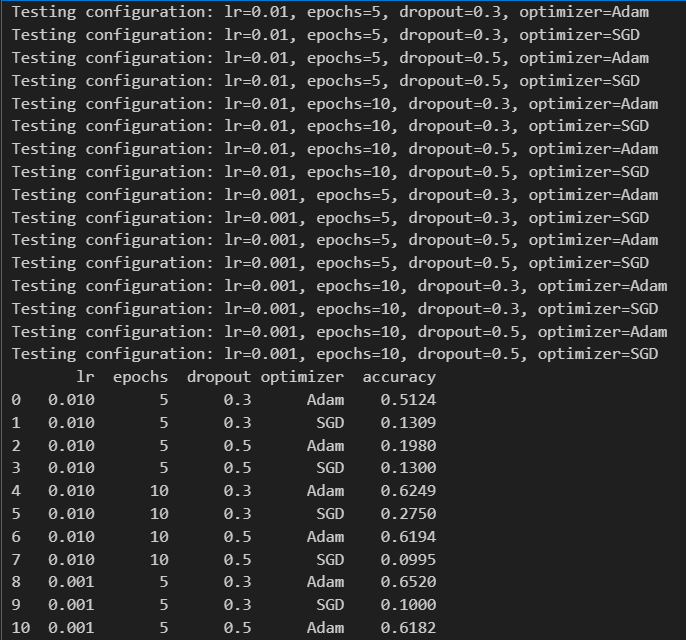 Testing configuration: lr=0.01, epochs=5, dropout=0.3, optimizer=Adam
Testing configuration: lr=0.01, epochs=5, dropout=0.3, optimizer=SGD
Testing configuration: lr=0.01, epochs=5, dropout=0.5, optimizer=Adam
Testing configuration: lr=0.01, epochs=5, dropout=0.5, optimizer=SGD
Testing configuration: lr=0.01, epochs=10, dropout=0.3, optimizer=Adam
Testing configuration: lr=0.01, epochs=10, dropout=0.3, optimizer=SGD
Testing configuration: lr=0.01, epochs=10, dropout=0.5, optimizer=Adam
Testing configuration: lr=0.01, epochs=10, dropout=0.5, optimizer=SGD
Testing configuration: lr=0.001, epochs=5, dropout=0.3, optimizer=Adam
Testing configuration: lr=0.001, epochs=5, dropout=0.3, optimizer=SGD
Testing configuration: lr=0.001, epochs=5, dropout=0.5, optimizer=Adam
Testing configuration: lr=0.001, epochs=5, dropout=0.5, optimizer=SGD
Testing configuration: lr=0.001, epochs=10, dropout=0.3, optimizer=Adam
Testing configuration: lr=0.001, epochs=10, dropout=0.3, optimizer=SGD
Testing configuration: lr=0.001, epochs=10, dropout=0.5, optimizer=Adam
Testing configuration: lr=0.001, epochs=10, dropout=0.5, optimizer=SGD
lr epochs dropout optimizer accuracy
0 0.010 5 0.3 Adam 0.5124
1 0.010 5 0.3 SGD 0.1309
2 0.010 5 0.5 Adam 0.1980
3 0.010 5 0.5 SGD 0.1300
4 0.010 10 0.3 Adam 0.6249
5 0.010 10 0.3 SGD 0.2750
6 0.010 10 0.5 Adam 0.6194
7 0.010 10 0.5 SGD 0.0995
8 0.001 5 0.3 Adam 0.6520
9 0.001 5 0.3 SGD 0.1000
10 0.001 5 0.5 Adam 0.6182